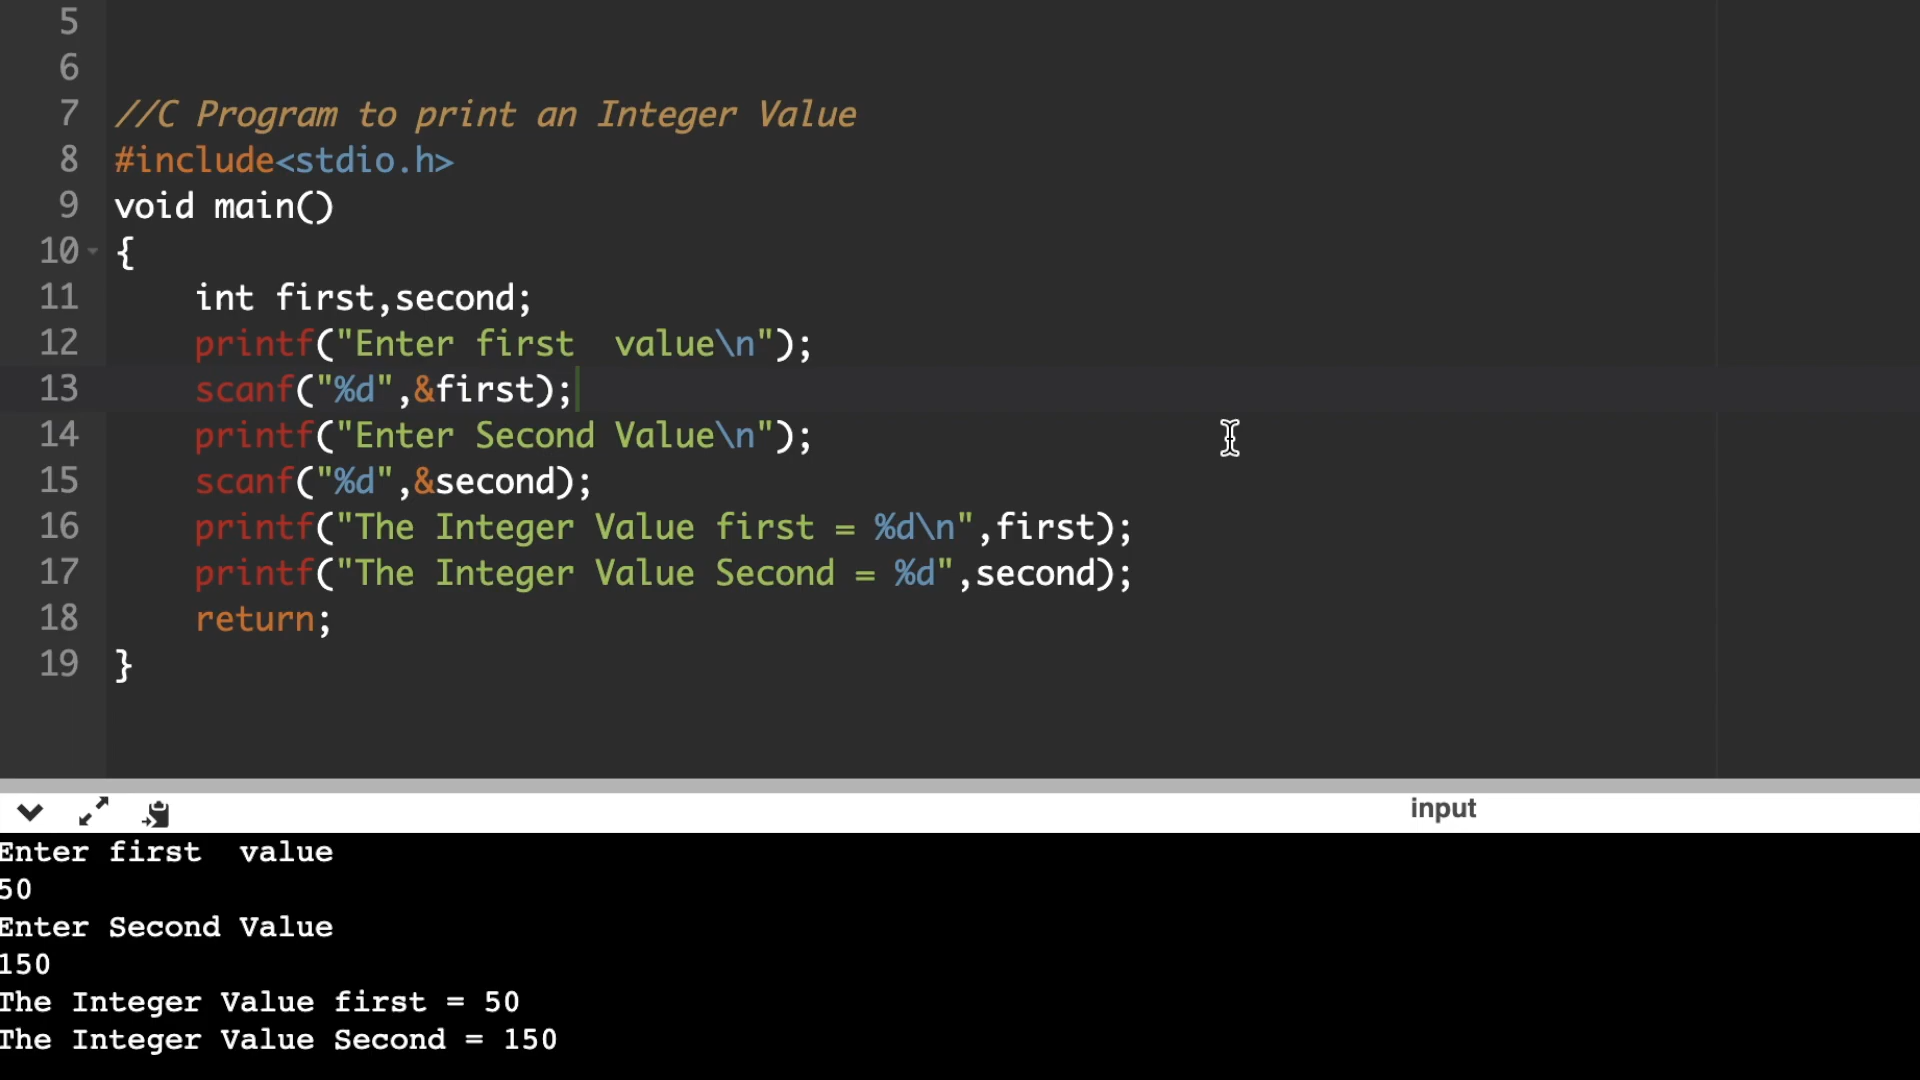 5
6
7 //C Program to print an Integer Value
8 #include<stdio.h>
9 void main()
10 {
11     int first,second;
12     printf("Enter first  value\n");
13     scanf("%d",&first);
14     printf("Enter Second Value\n");
15     scanf("%d",&second);
16     printf("The Integer Value first = %d\n",first);
17     printf("The Integer Value Second = %d",second);
18     return;
19 }
input
Enter first  value
50
Enter Second Value
150
The Integer Value first = 50
The Integer Value Second = 150